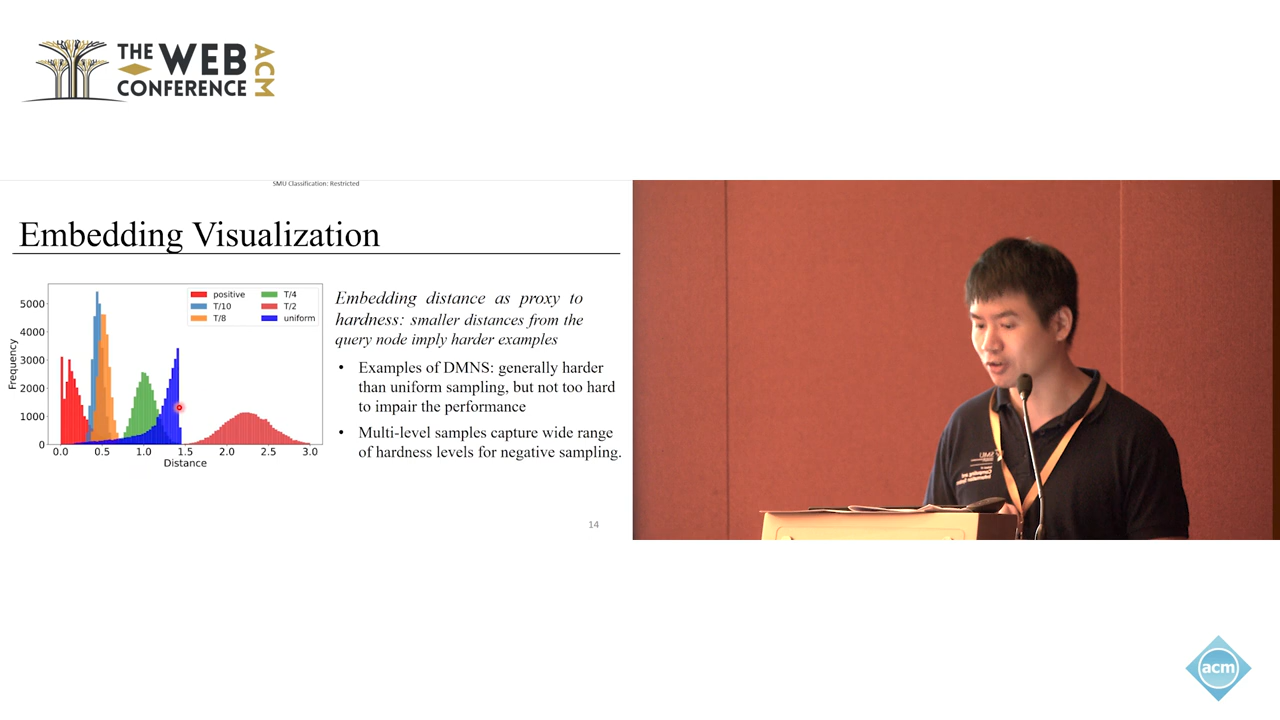 THE WEB
CONFERENCE
ACM
SMU Classification: Restricted
Embedding Visualization
positive
T/10
T/8
T/4
T/2
uniform
Frequency
5000
4000
3000
2000
1000
0
0.0 0.5 1.0 1.5 2.0 2.5 3.0
Distance
Embedding distance as proxy to
hardness: smaller distances from the
query node imply harder examples
• Examples of DMNS: generally harder
than uniform sampling, but not too hard
to impair the performance
• Multi-level samples capture wide range
of hardness levels for negative sampling.
14
SMU
acm